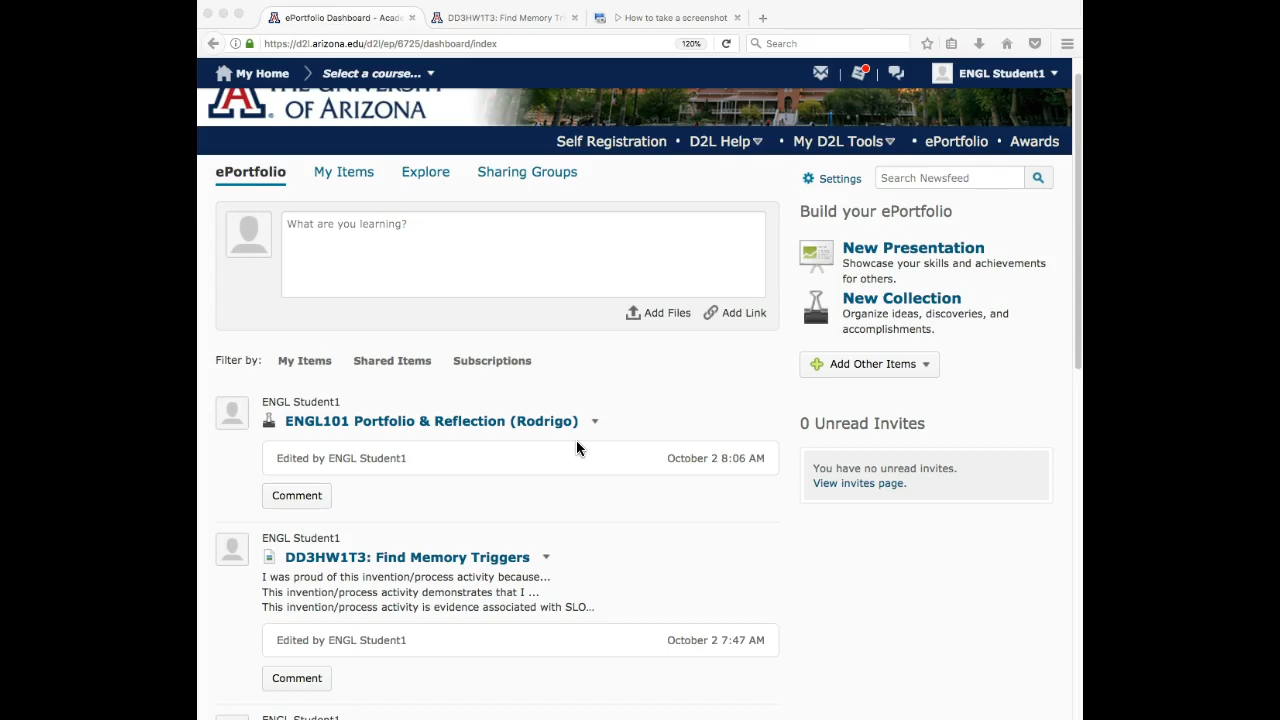 ePortfolio Dashboard - Acade
DD3HW1T3: Find Memory Tri
How to take a screenshot
https://d2l.arizona.edu/d2l/ep/6725/dashboard/index
120%
Search
My Home
Select a course...
ENGL Student1
THE UNIVERSITY
OF ARIZONA
Self Registration • D2L Help • My D2L Tools • ePortfolio • Awards
ePortfolio
My Items
Explore
Sharing Groups
Settings
Search Newsfeed
What are you learning?
Add Files
Add Link
Build your ePortfolio
New Presentation
Showcase your skills and achievements
for others.
New Collection
Organize ideas, discoveries, and
accomplishments.
Add Other Items
Filter by: My Items Shared Items Subscriptions
ENGL Student1
ENGL101 Portfolio & Reflection (Rodrigo)
Edited by ENGL Student1 October 2 8:06 AM
Comment
0 Unread Invites
You have no unread invites.
View invites page.
ENGL Student1
DD3HW1T3: Find Memory Triggers
I was proud of this invention/process activity because...
This invention/process activity demonstrates that I ...
This invention/process activity is evidence associated with SLO...
Edited by ENGL Student1 October 2 7:47 AM
Comment
ENGL Student1